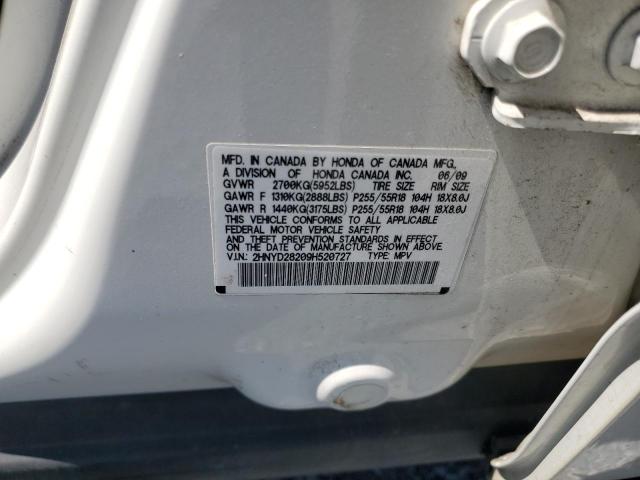 MFD. IN CANADA BY HONDA OF CANADA MFG.,
A DIVISION OF HONDA CANADA INC. 06/09
GVWR 2700KG(5952LBS) TIRE SIZE RIM SIZE
GAWR F 1310KG(2888LBS) P255/55R18 104H 18X8.0J
GAWR R 1440KG(3175LBS) P255/55R18 104H 18X8.0J
THIS VEHICLE CONFORMS TO ALL APPLICABLE
FEDERAL MOTOR VEHICLE SAFETY
AND THEFT PREVENTION STANDARDS IN EFFECT
ON THE DATE OF MANUFACTURE SHOWN ABOVE.
V.I.N.: 2HNYD28209H520727 TYPE: MPV